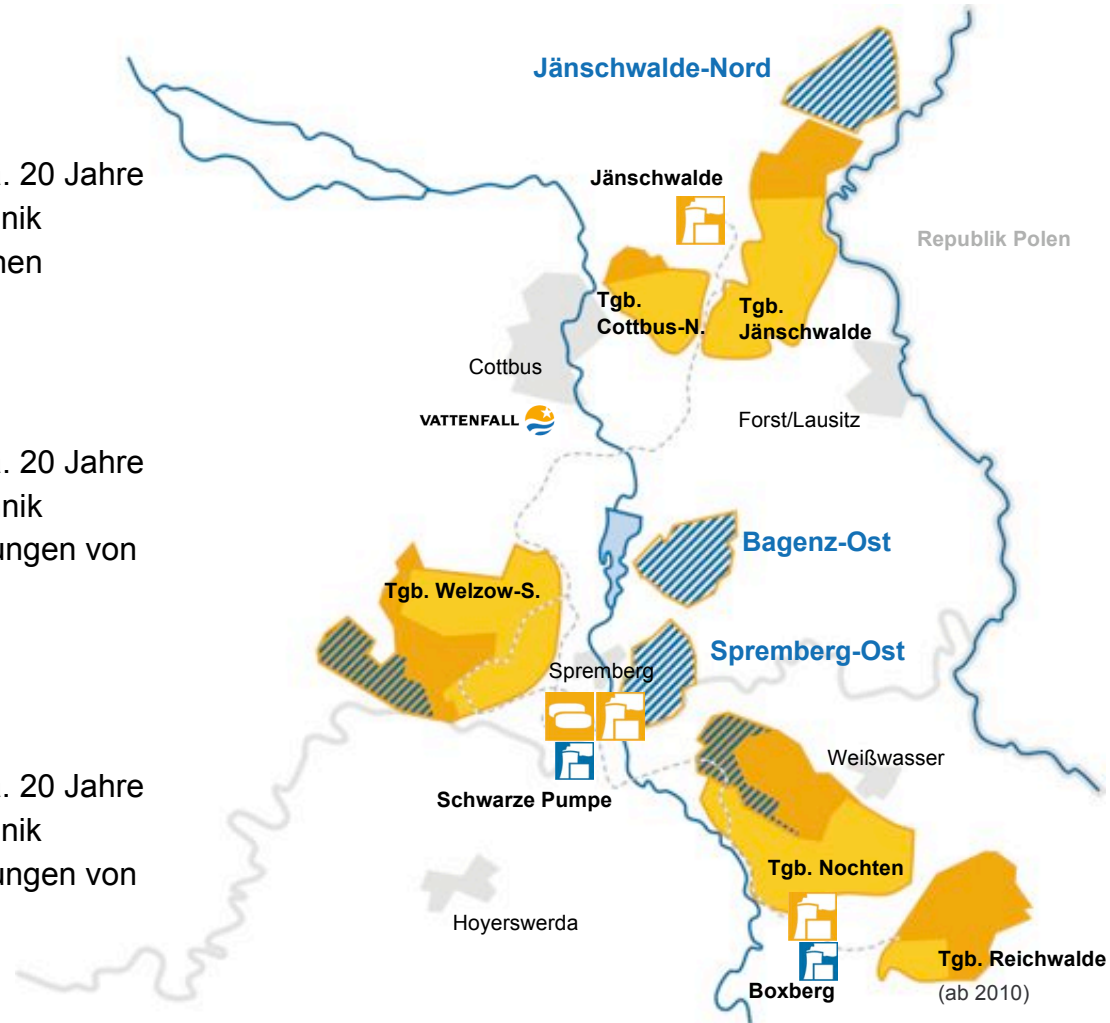 Jänschwalde-Nord
. 20 Jahre
nik
nen
Jänschwalde
Republik Polen
Tgb.
Cottbus-N.
Tgb.
Jänschwalde
Cottbus
VATTENFALL
Forst/Lausitz
. 20 Jahre
nik
ungen von
Bagenz-Ost
Tgb. Welzow-S.
Spremberg-Ost
Spremberg
. 20 Jahre
nik
ungen von
Weißwasser
Schwarze Pumpe
Tgb. Nochten
Hoyerswerda
Tgb. Reichwalde
(ab 2010)
Boxberg